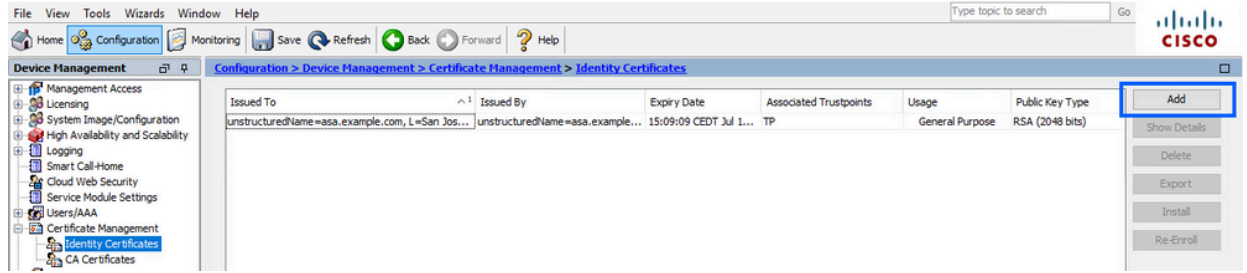 File View Tools Wizards Window Help
Type topic to search Go
Home Configuration Monitoring Save Refresh Back Forward Help
CISCO
Device Management
Configuration > Device Management > Certificate Management > Identity Certificates
Management Access
Licensing
System Image/Configuration
High Availability and Scalability
Logging
Smart Call-Home
Cloud Web Security
Service Module Settings
Users/AAA
Certificate Management
Identity Certificates
CA Certificates
Issued To 1 Issued By Expiry Date Associated Trustpoints Usage Public Key Type
unstructuredName=asa.example.com, L=San Jos... unstructuredName=asa.example... 15:09:09 CEDT Jul 1... TP General Purpose RSA (2048 bits)
Add
Show Details
Delete
Export
Install
Re-Enroll